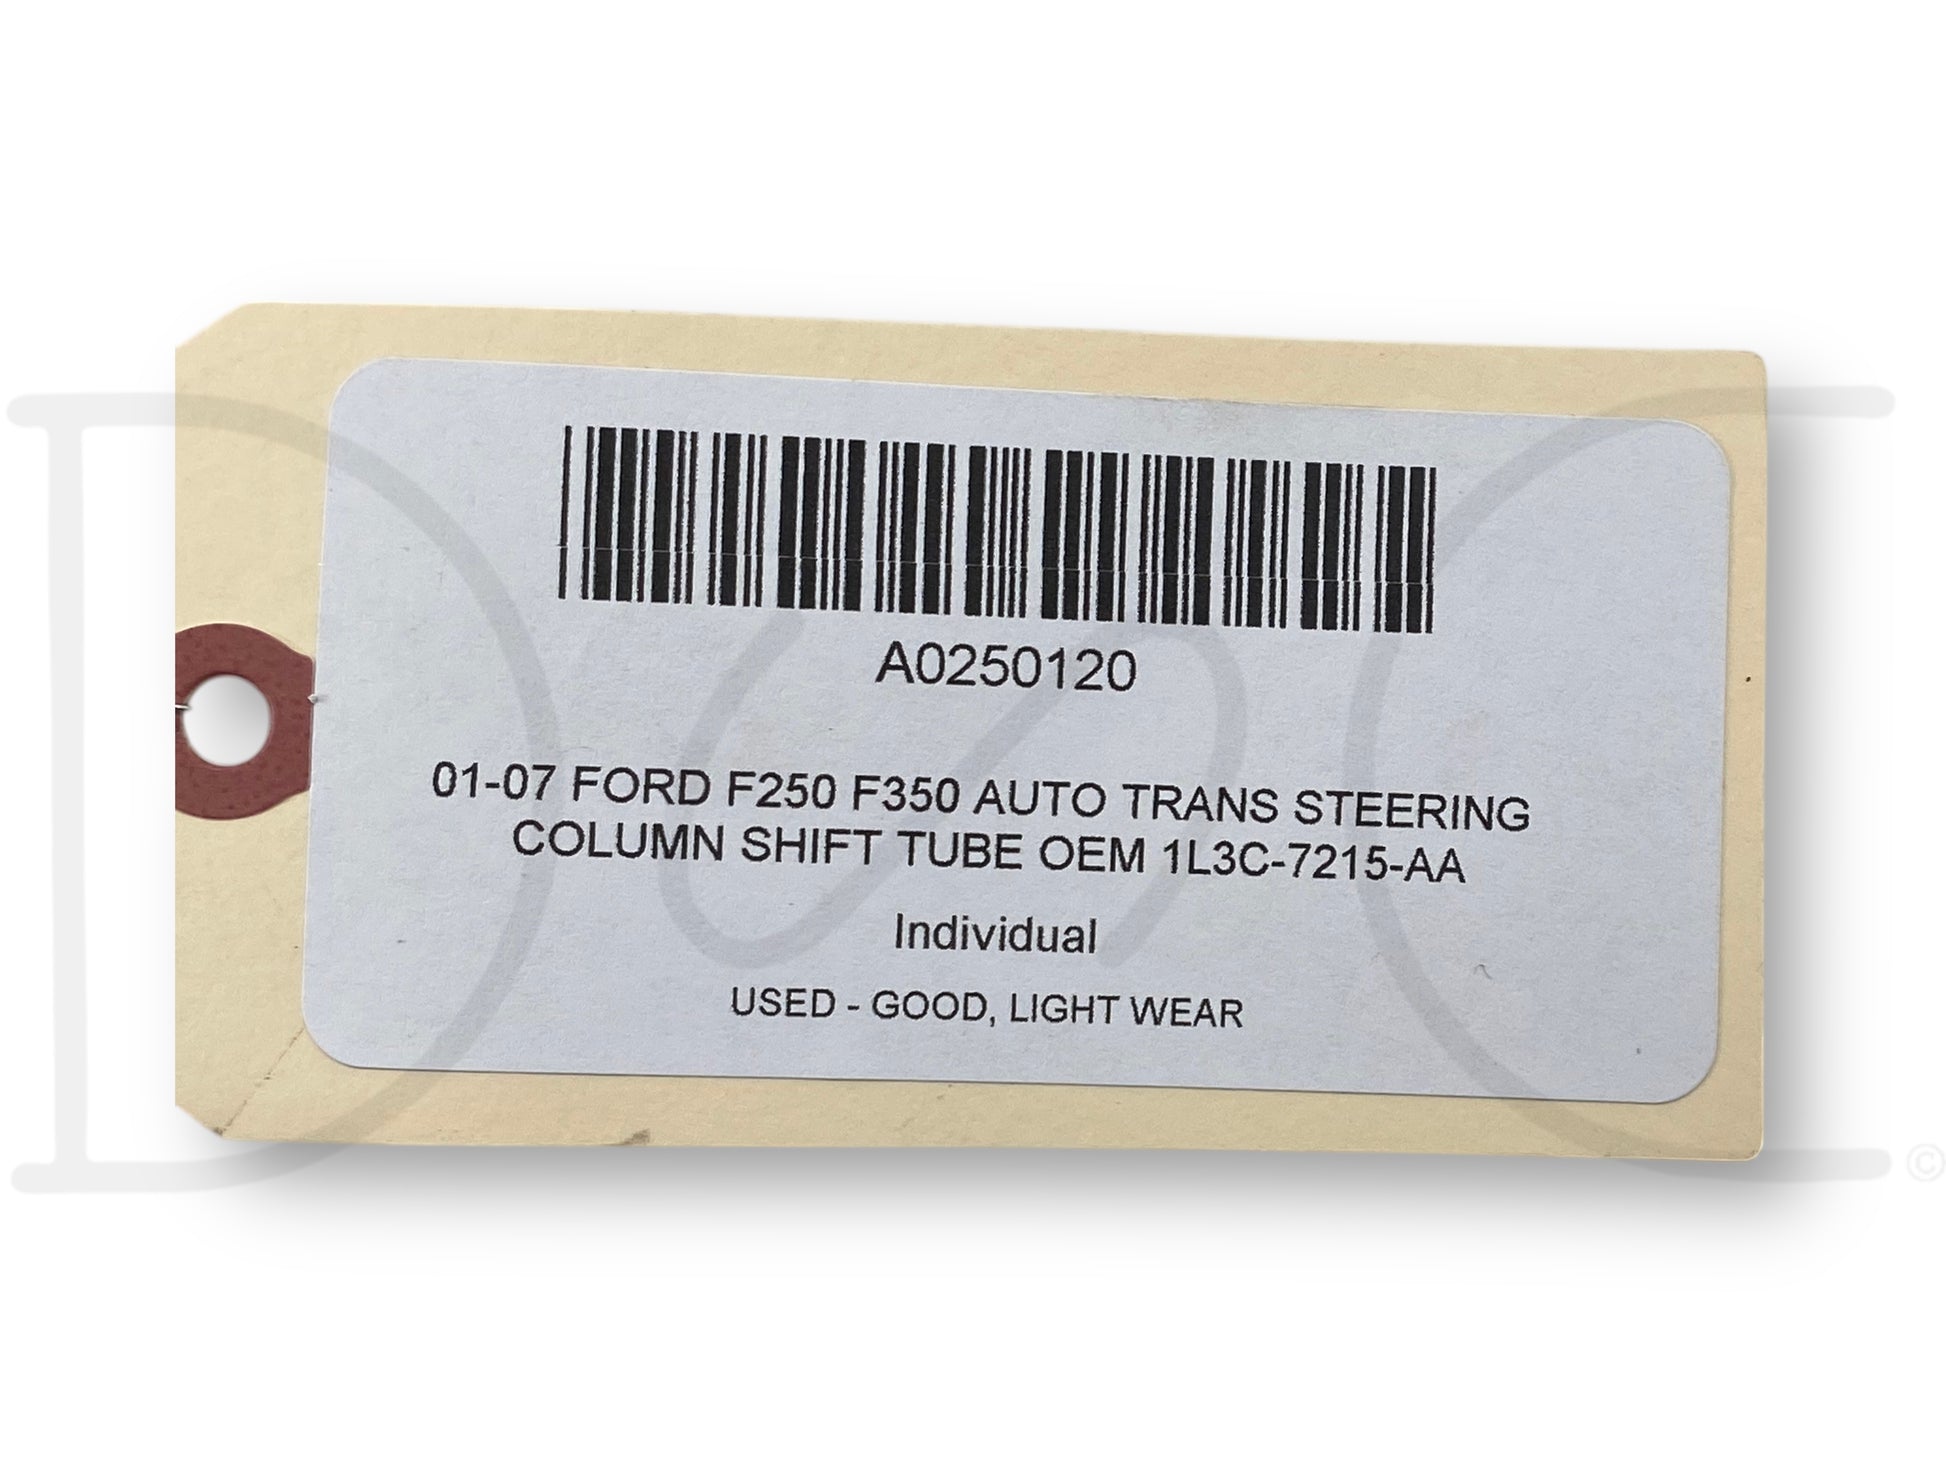 A0250120
01-07 FORD F250 F350 AUTO TRANS STEERING
COLUMN SHIFT TUBE OEM 1L3C-7215-AA
Individual
USED - GOOD, LIGHT WEAR
©